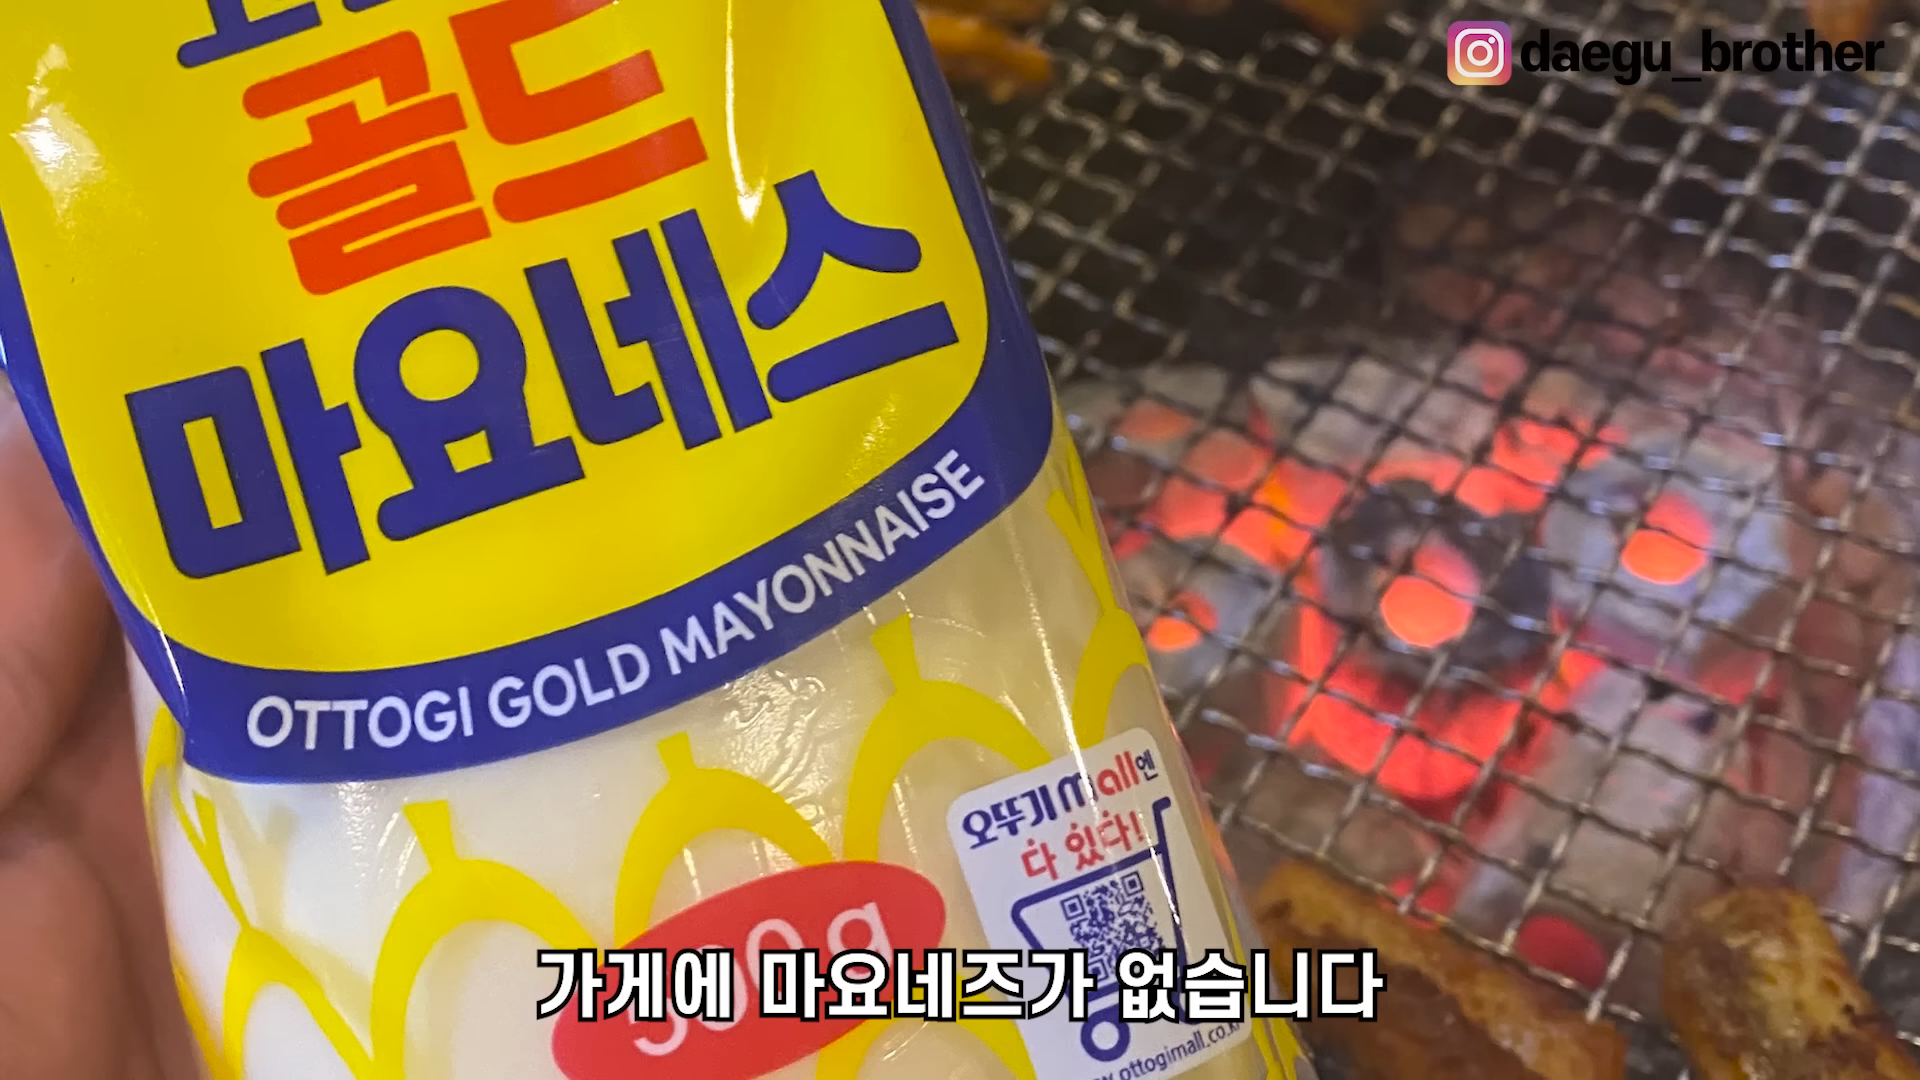 daegu_brother
골드
마요네스
OTTOGI GOLD MAYONNAISE
오뚜기 mall엔
다 있다!
가게에 마요네즈가 없습니다